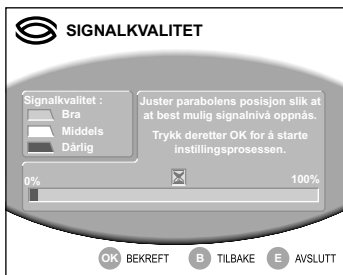 SIGNALKVALITET
Signalkvalitet :
Bra
Middels
Dårlig
Juster parabolens posisjon slik at
at best mulig signalnivå oppnås.
Trykk deretter OK for å starte
instillingsprosessen.
0%
100%
OK BEKREFT B TILBAKE E AVSLUTT